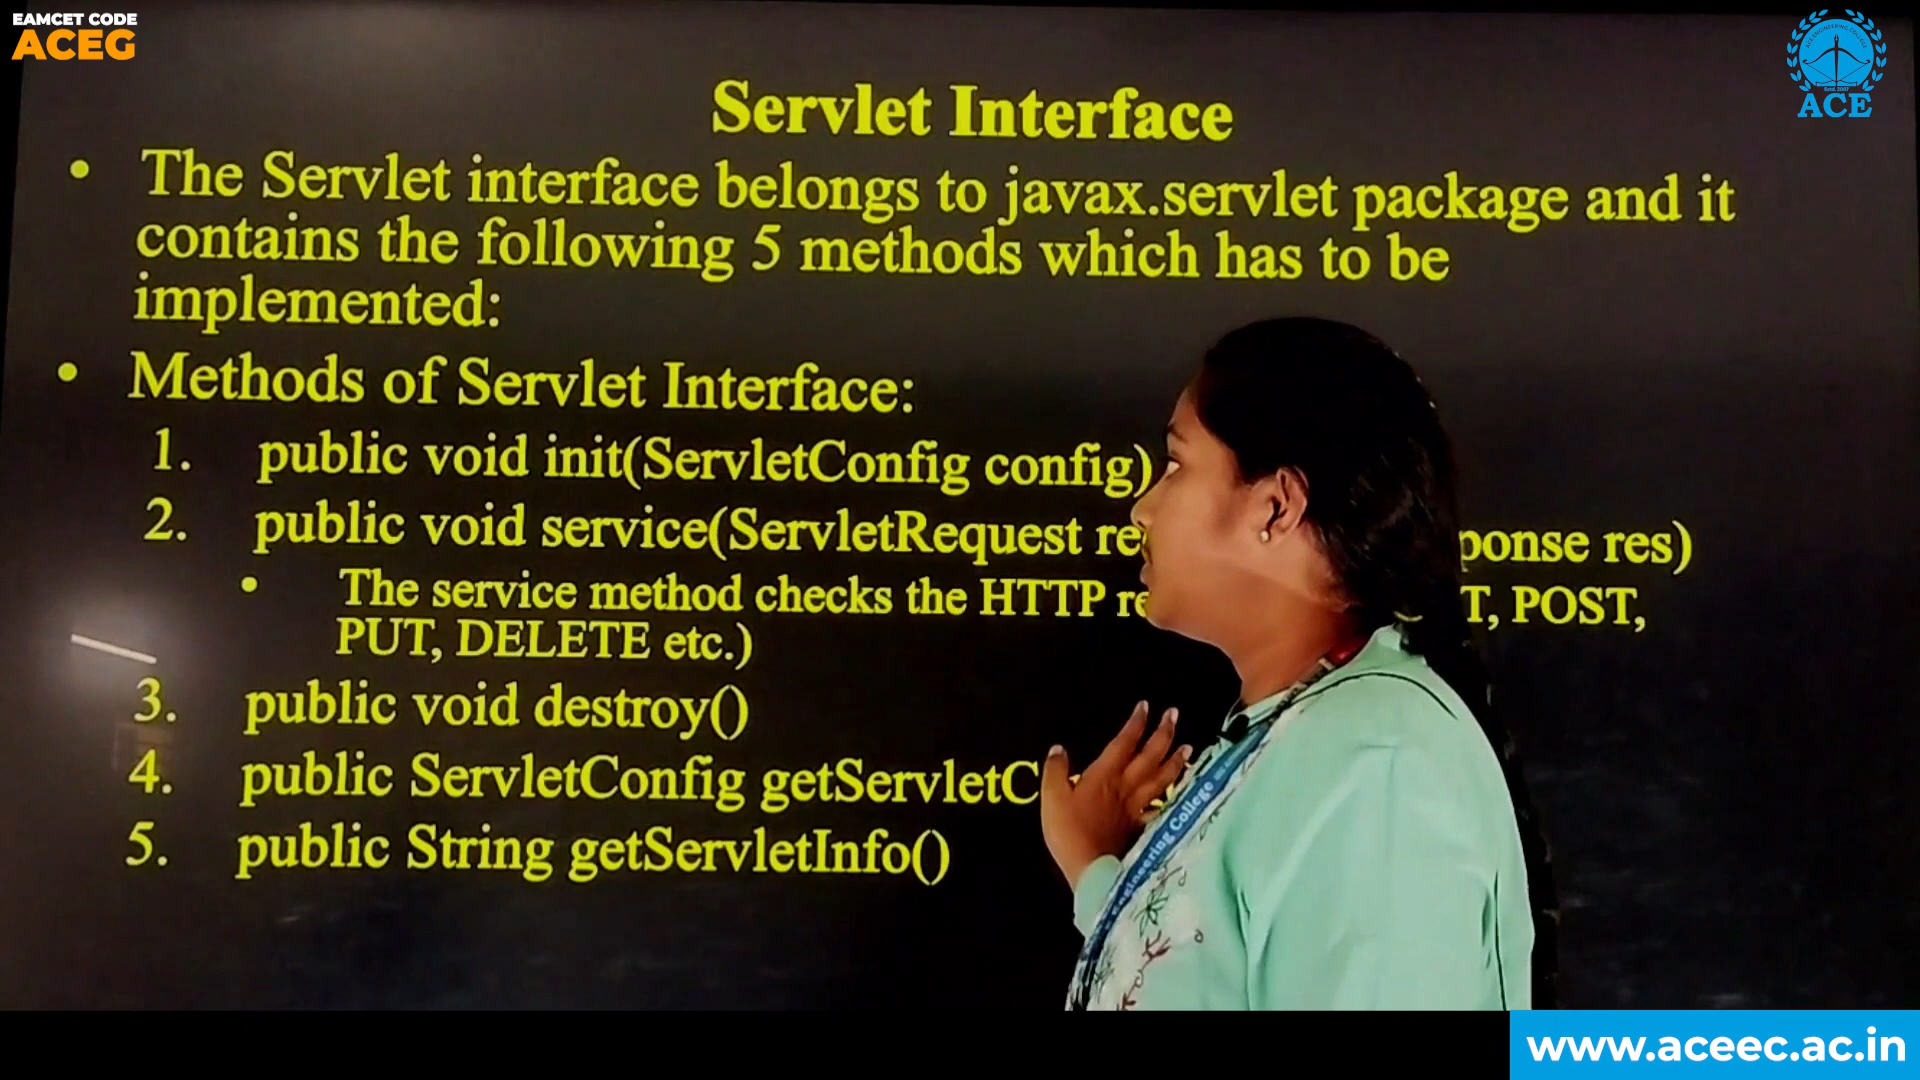 EAMCET CODE
ACEG
ACE
Servlet Interface
• The Servlet interface belongs to javax.servlet package and it
contains the following 5 methods which has to be
implemented:
• Methods of Servlet Interface:
1. public void init(ServletConfig config)
2. public void service(ServletRequest ponse res)
• The service method checks the HTTP T, POST,
PUT, DELETE etc.)
3. public void destroy()
4. public ServletConfig getServletC
5. public String getServletInfo()
Engineering College
www.aceec.ac.in